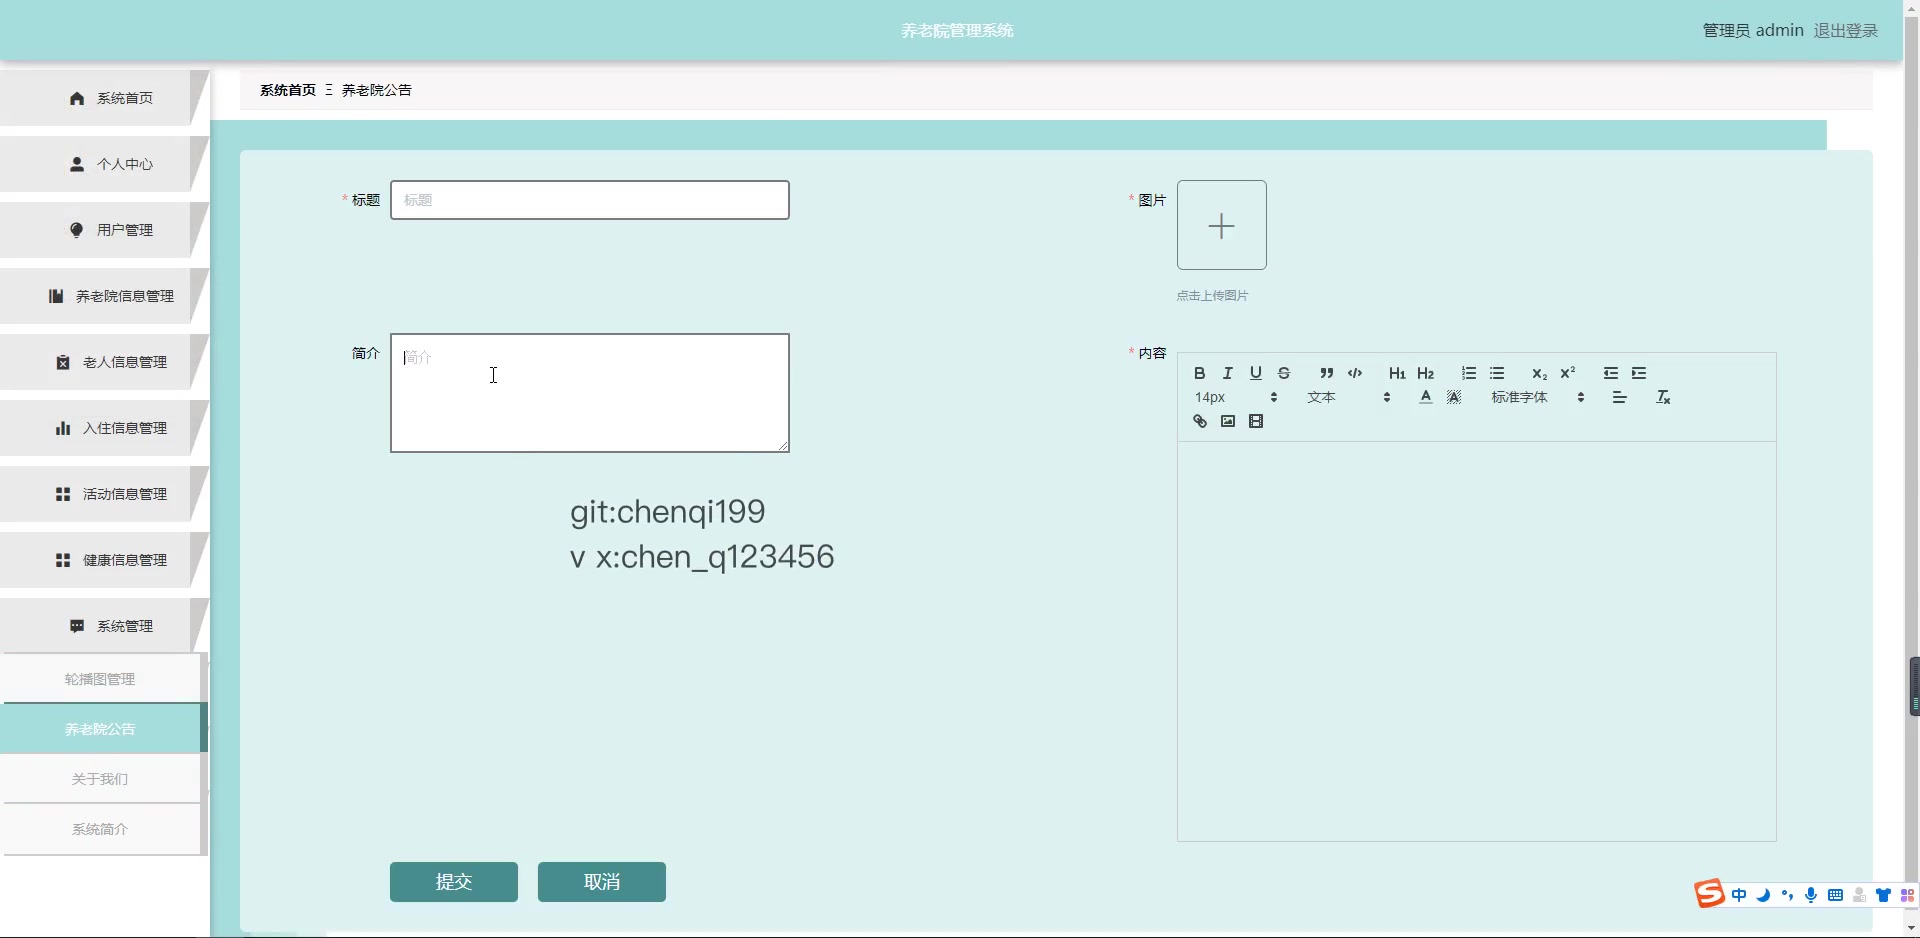 养老院管理系统
管理员 admin 退出登录
系统首页 Ξ 养老院公告
系统首页
个人中心
用户管理
养老院信息管理
老人信息管理
入住信息管理
活动信息管理
健康信息管理
系统管理
轮播图管理
养老院公告
关于我们
系统简介
* 标题 标题
* 图片
点击上传图片
简介 简介
* 内容
B I U S ” </> H1 H2 x₂ x²
14px 文本 A A 标准字体 Tx
git:chenqi199
v x:chen_q123456
提交 取消
S 中